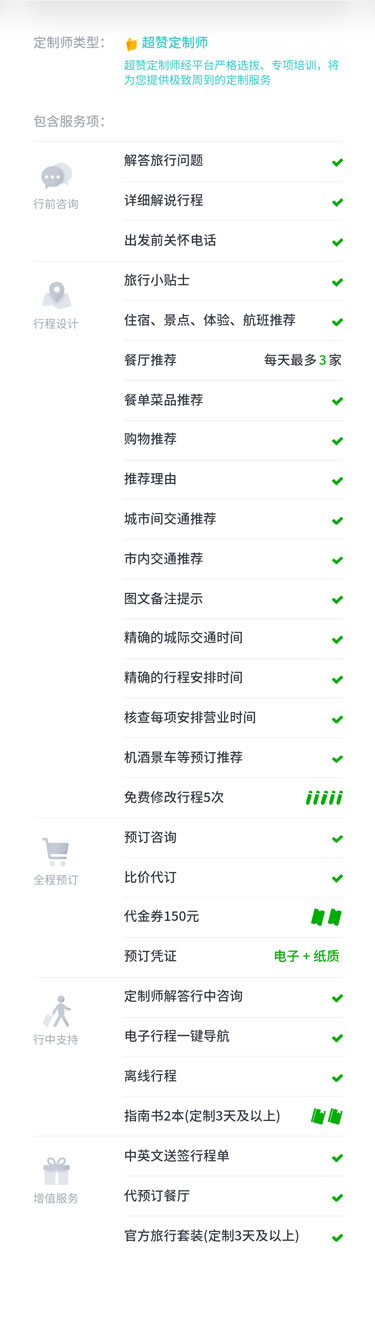 定制师类型：
超赞定制师
超赞定制师经平台严格选拔、专项培训，将
为您提供极致周到的定制服务
包含服务项：
行前咨询
解答旅行问题
详细解说行程
出发前关怀电话
行程设计
旅行小贴士
住宿、景点、体验、航班推荐
餐厅推荐 每天最多3家
餐单菜品推荐
购物推荐
推荐理由
城市间交通推荐
市内交通推荐
图文备注提示
精确的城际交通时间
精确的行程安排时间
核查每项安排营业时间
机酒景车等预订推荐
免费修改行程5次
全程预订
预订咨询
比价代订
代金券150元
预订凭证 电子 + 纸质
行中支持
定制师解答行中咨询
电子行程一键导航
离线行程
指南书2本(定制3天及以上)
增值服务
中英文送签行程单
代预订餐厅
官方旅行套装(定制3天及以上)